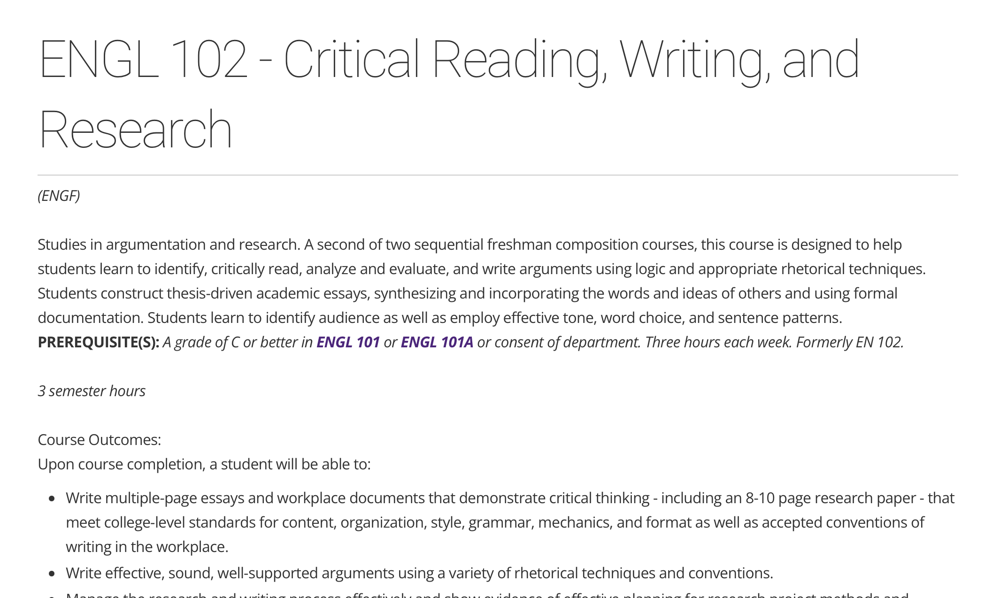 ENGL 102 - Critical Reading, Writing, and
Research
(ENGF)
Studies in argumentation and research. A second of two sequential freshman composition courses, this course is designed to help
students learn to identify, critically read, analyze and evaluate, and write arguments using logic and appropriate rhetorical techniques.
Students construct thesis-driven academic essays, synthesizing and incorporating the words and ideas of others and using formal
documentation. Students learn to identify audience as well as employ effective tone, word choice, and sentence patterns.
PREREQUISITE(S): A grade of C or better in ENGL 101 or ENGL 101A or consent of department. Three hours each week. Formerly EN 102.
3 semester hours
Course Outcomes:
Upon course completion, a student will be able to:
• Write multiple-page essays and workplace documents that demonstrate critical thinking - including an 8-10 page research paper - that
meet college-level standards for content, organization, style, grammar, mechanics, and format as well as accepted conventions of
writing in the workplace.
• Write effective, sound, well-supported arguments using a variety of rhetorical techniques and conventions.
• Manage the research and writing process effectively and show evidence of effective planning for research project methods and